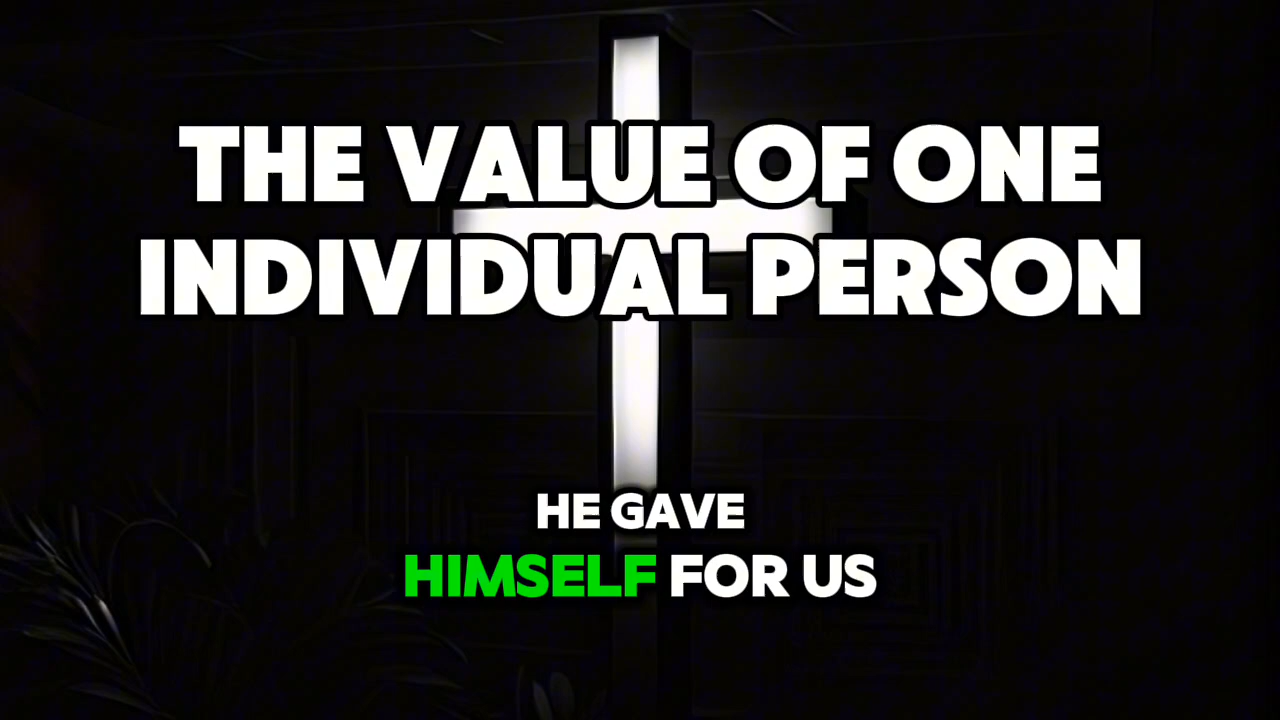 THE VALUE OF ONE
INDIVIDUAL PERSON
HE GAVE
HIMSELF FOR US